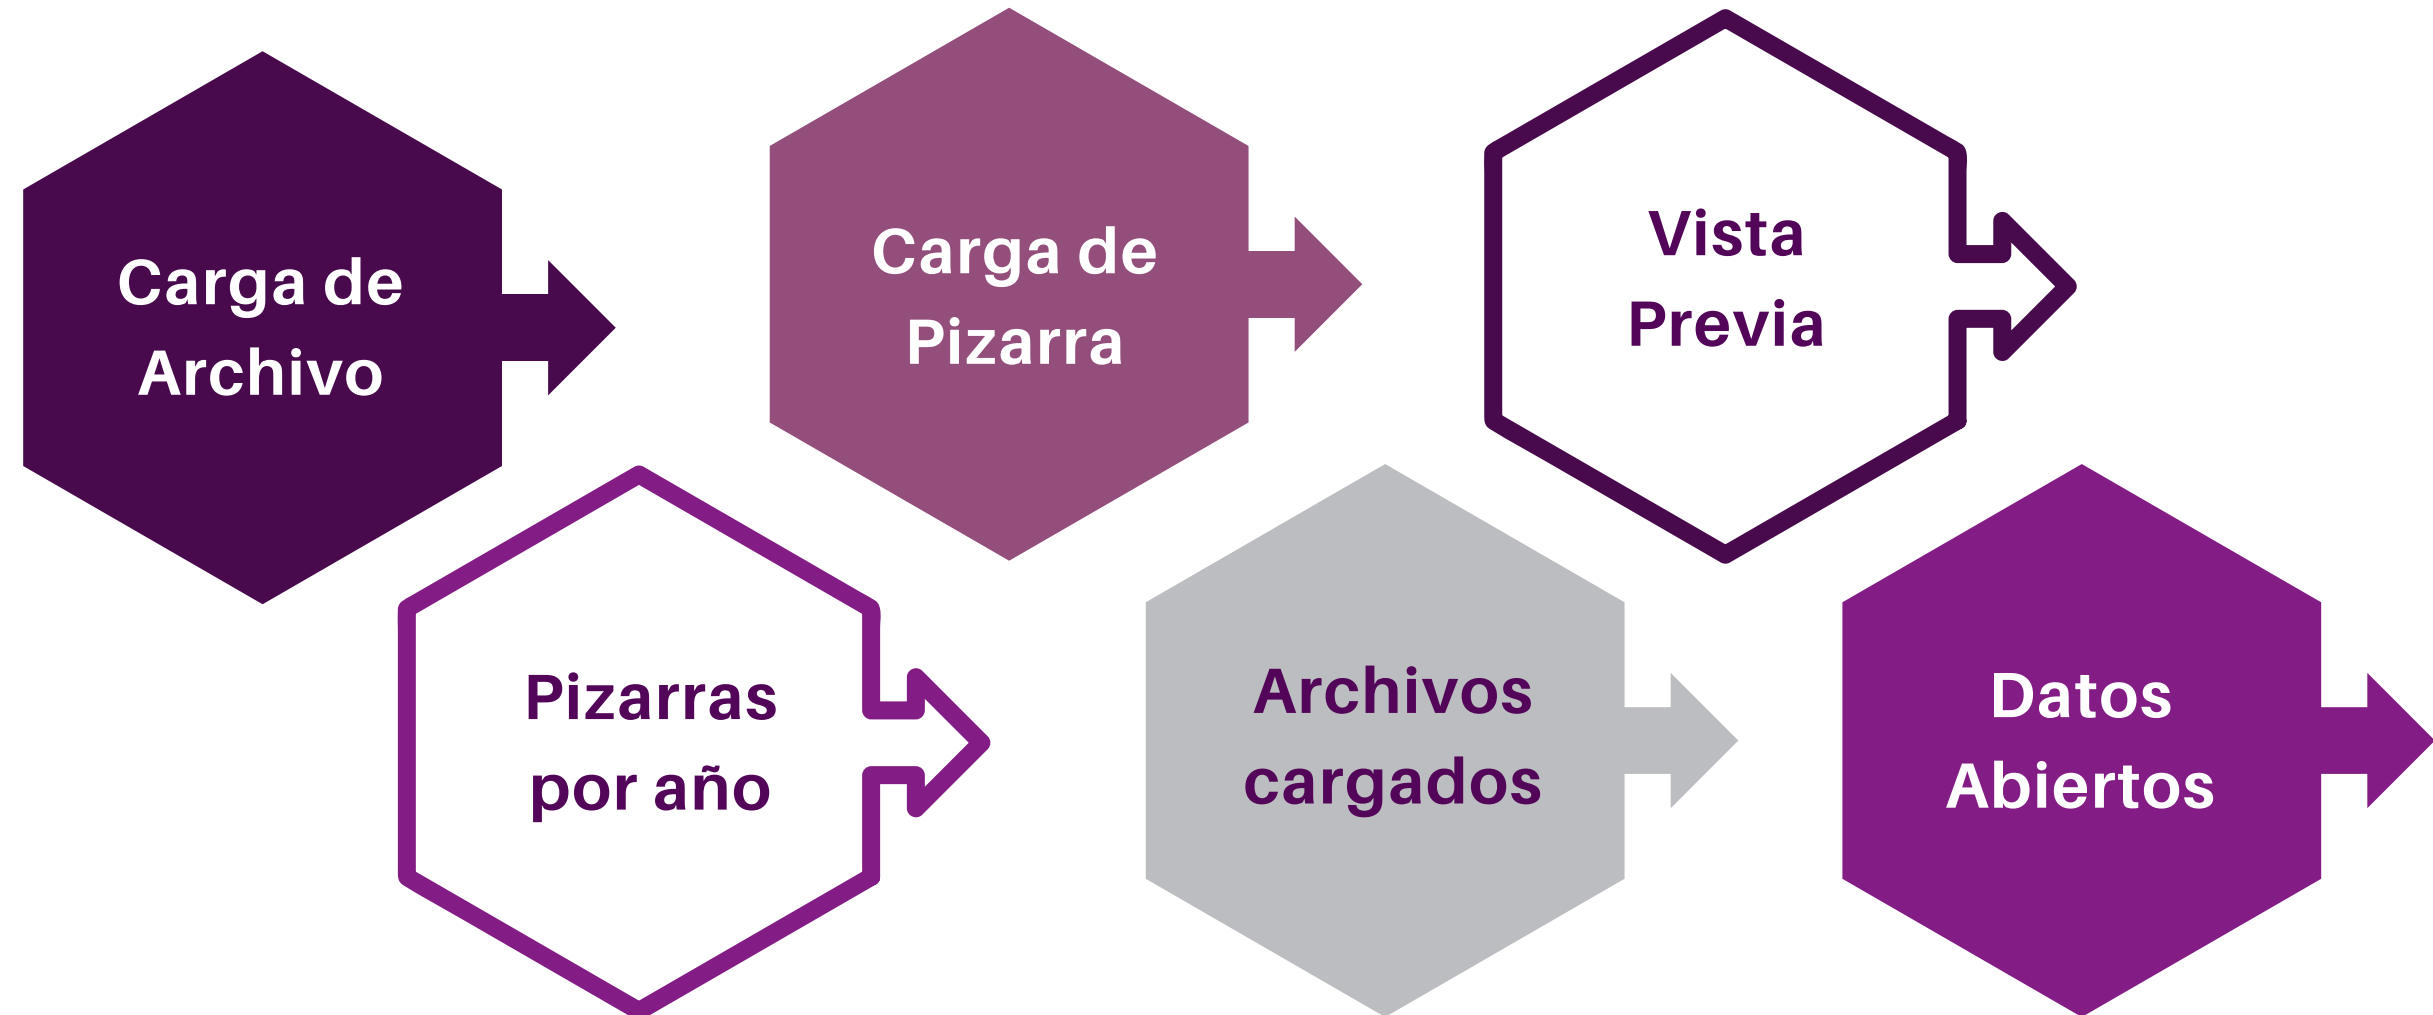 Carga de
Archivo
Pizarras
por año
Carga de
Pizarra
Archivos
cargados
Vista
Previa
Datos
Abiertos